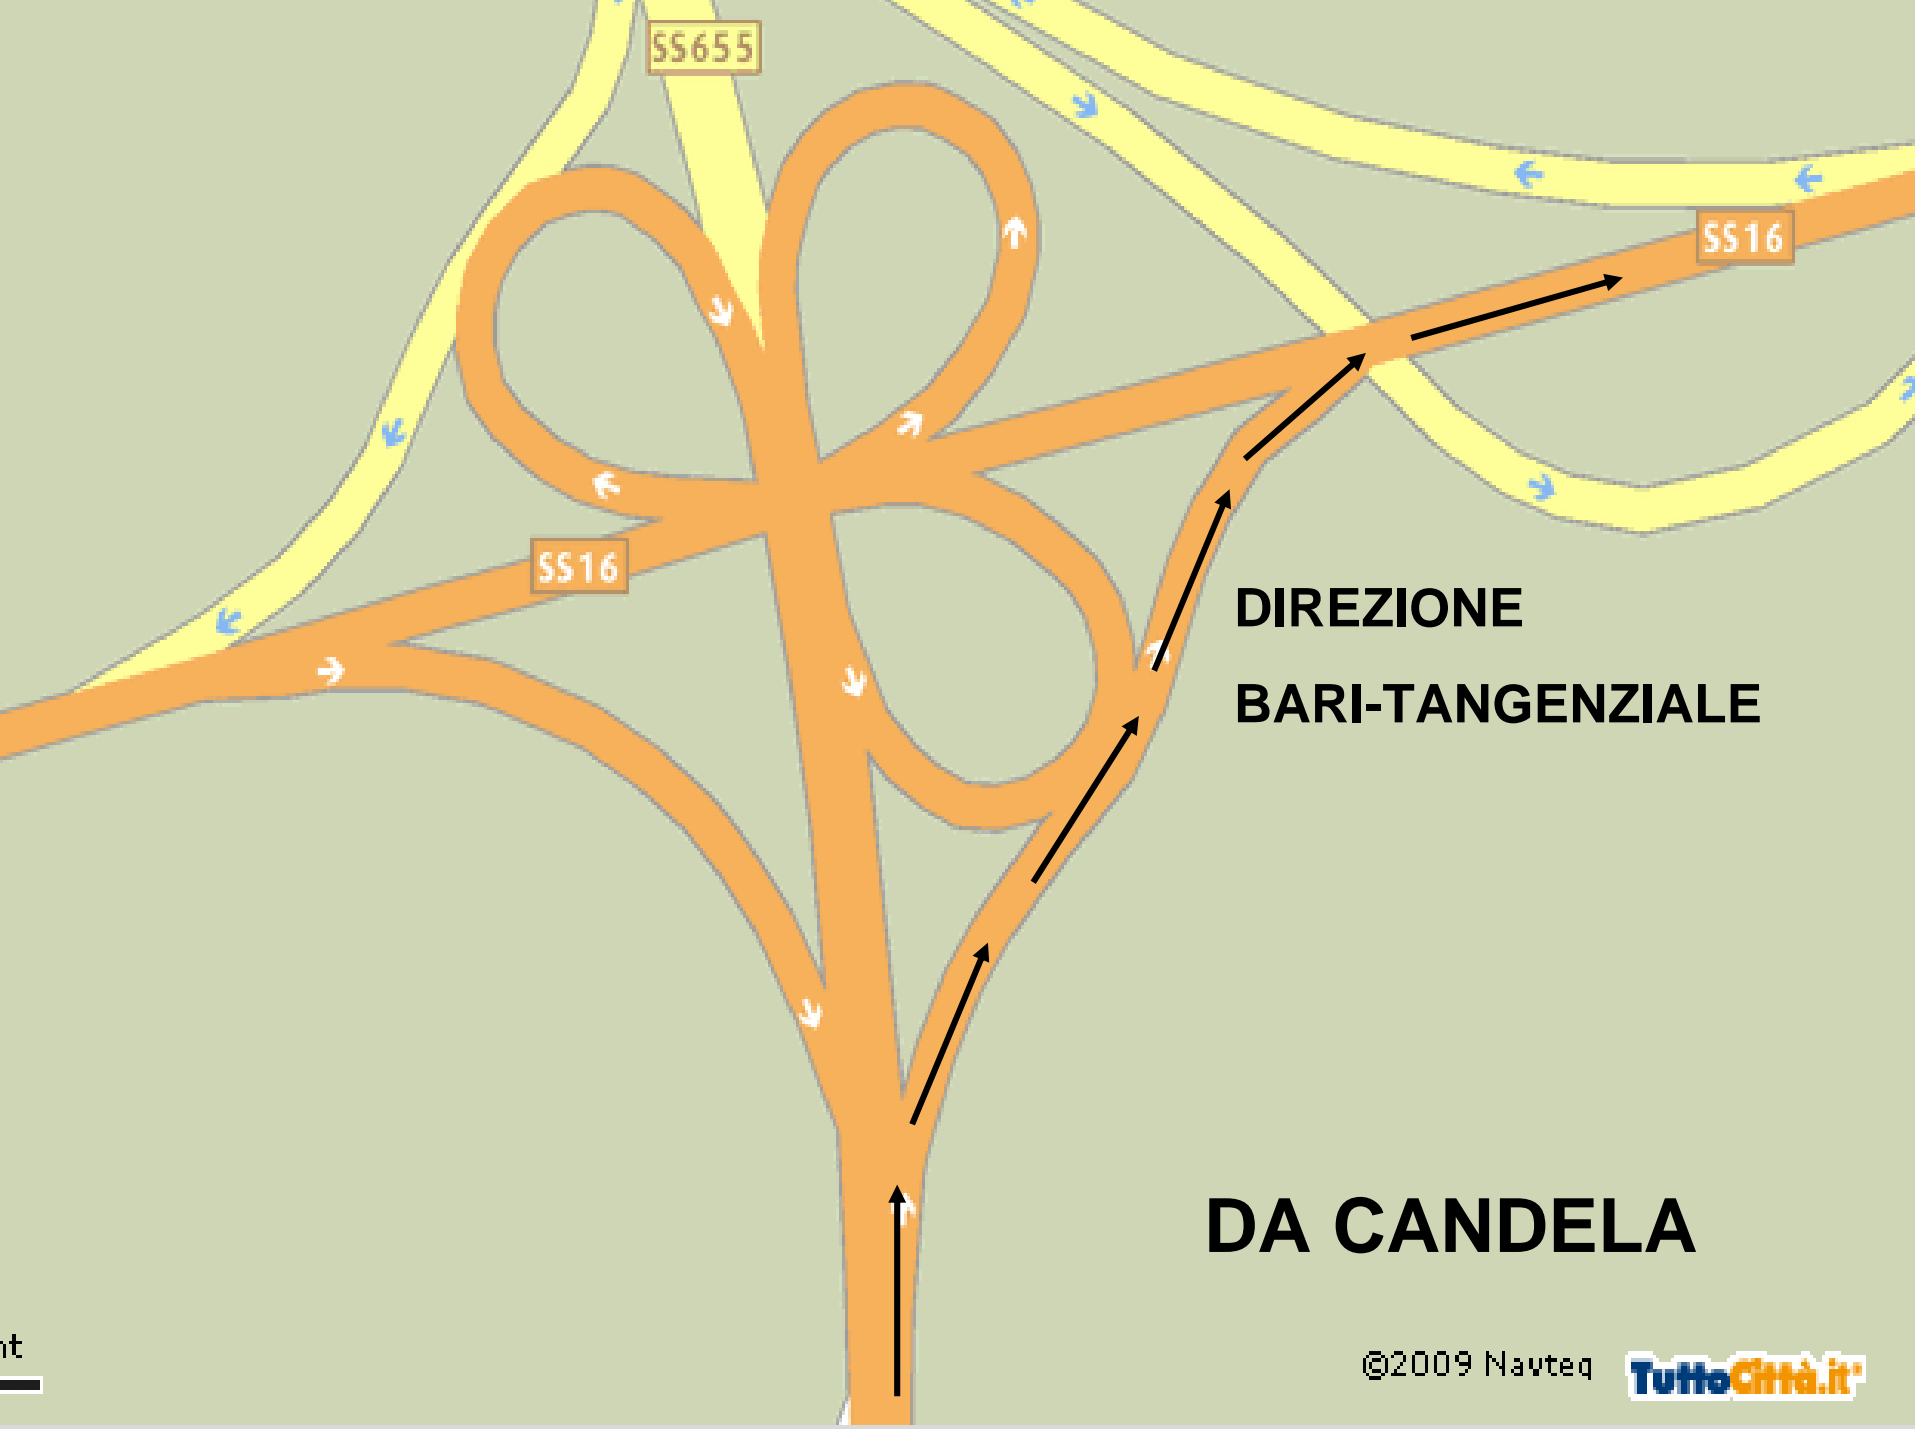 SS655
SS16
SS16
DIREZIONE
BARI-TANGENZIALE
DA CANDELA
©2009 Navteq
TuttoCittà.it